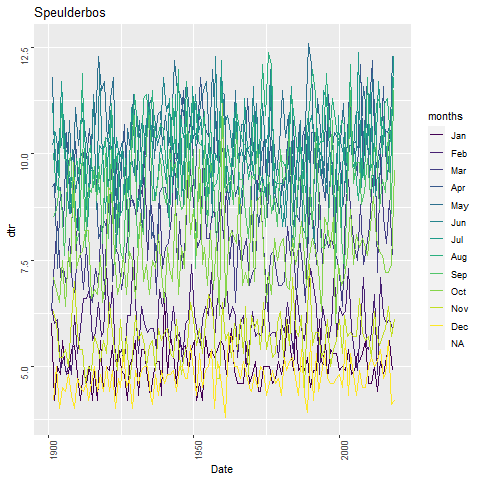 Speulderbos
12.5
10.0
7.5
5.0
dtr
1900
1950
2000
Date
months
Jan
Feb
Mar
Apr
May
Jun
Jul
Aug
Sep
Oct
Nov
Dec
NA